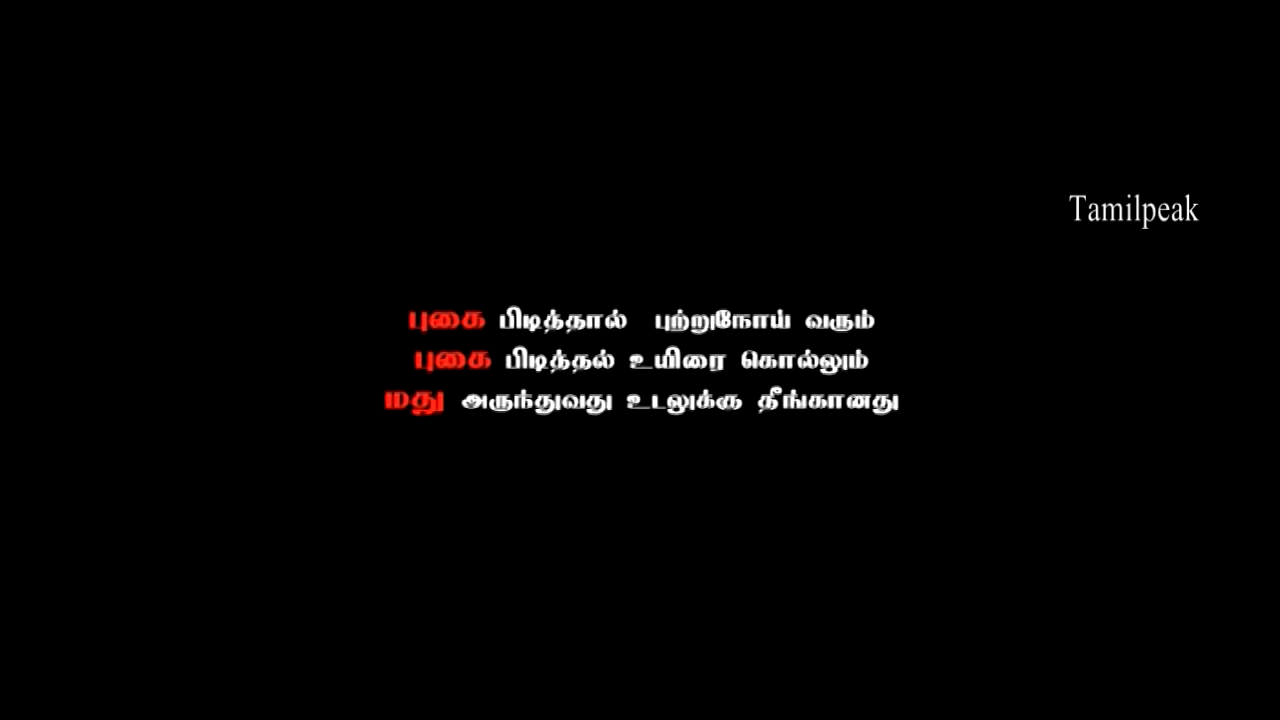 Tamilpeak
புகை பிடித்தால் புற்றுநோய் வரும்
புகை பிடித்தல் உயிரை கொல்லும்
மது அருந்துவது உடலுக்கு தீங்கானது